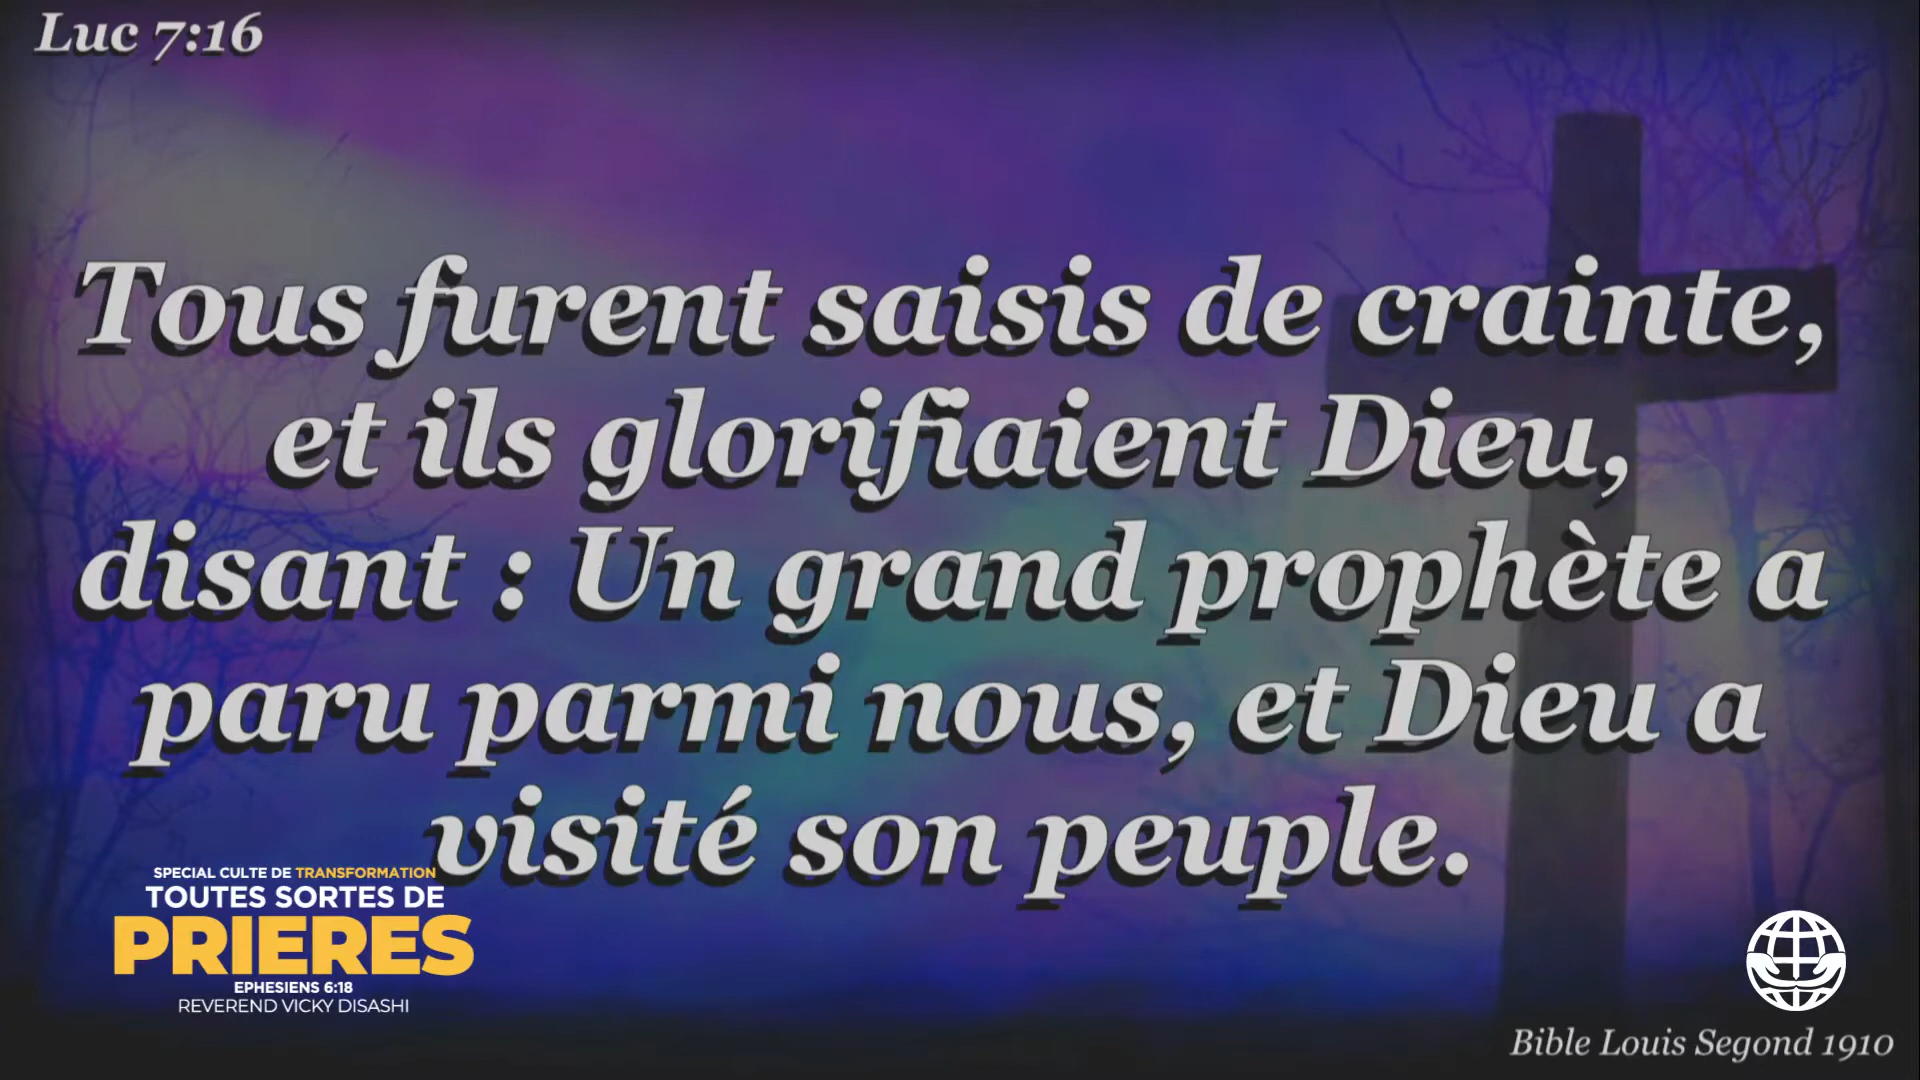 Luc 7:16
Tous furent saisis de crainte,
et ils glorifiaient Dieu,
disant : Un grand prophète a
paru parmi nous, et Dieu a
visité son peuple.
SPECIAL CULTE DE TRANSFORMATION
TOUTES SORTES DE
PRIERES
EPHESIENS 6:18
REVEREND VICKY DISASHI
Bible Louis Segond 1910